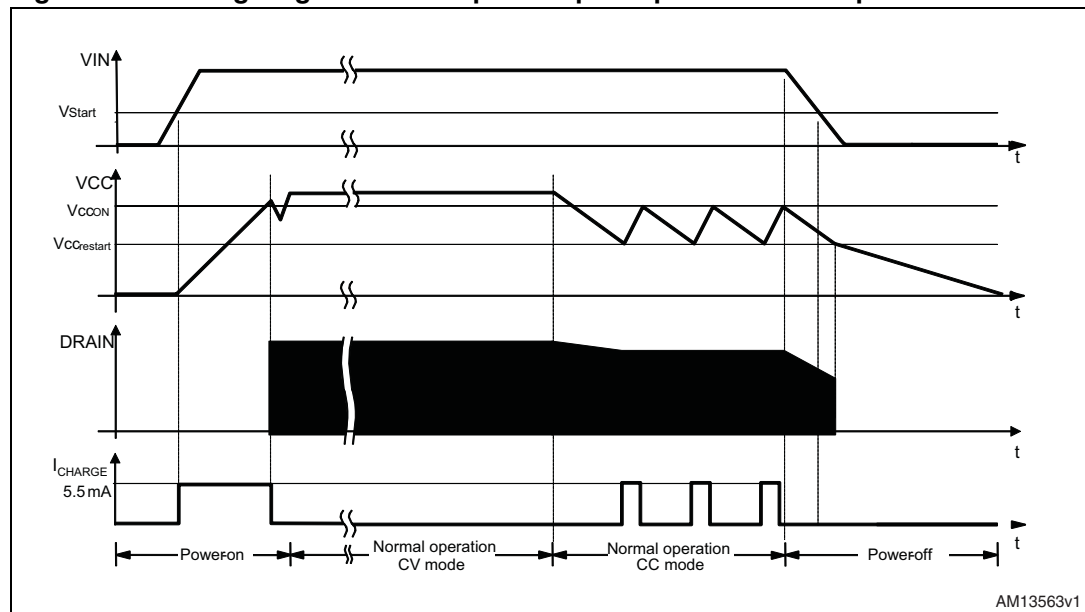 VIN
VStart
t
VCC
VCCON
VCCrestart
t
DRAIN
t
ICHARGE
5.5 mA
t
Power-on
Normal operation
CV mode
Normal operation
CC mode
Power-off
AM13563v1